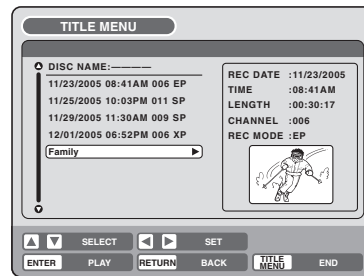 TITLE MENU
DISC NAME:————
11/23/2005 08:41AM 006 EP
11/25/2005 10:03PM 011 SP
11/29/2005 11:30AM 009 SP
12/01/2005 06:52PM 006 XP
Family
REC DATE :11/23/2005
TIME :08:41AM
LENGTH :00:30:17
CHANNEL :006
REC MODE :EP
SELECT SET
ENTER PLAY RETURN BACK TITLE MENU END